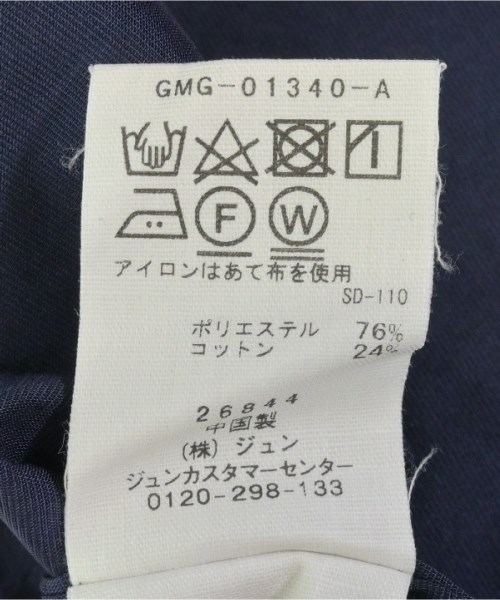 GMG-01340-A
F W
アイロンはあて布を使用
SD-110
ポリエステル 76%
コットン 24%
26844
中国製
(株) ジュン
ジュンカスタマーセンター
0120-298-133